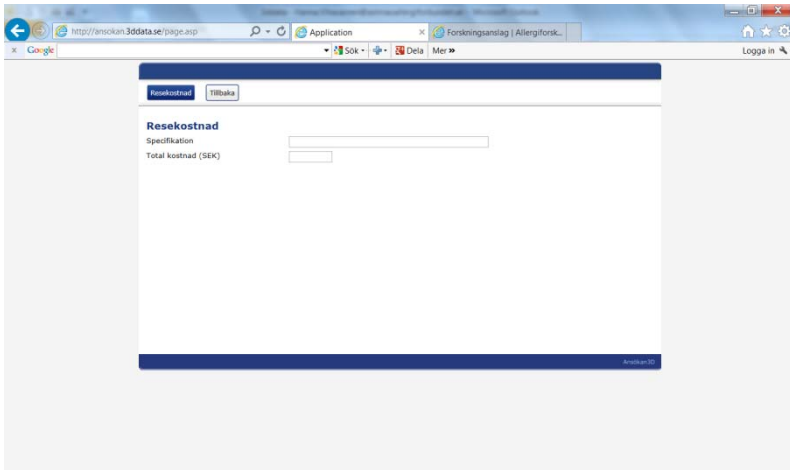 http://ansokan.3ddata.se/page.asp
Application
Forskningsanslag | Allergiforsk...
x Google
Sök
Dela
Mer »
Logga in
Resekostnad
Tillbaka
Resekostnad
Specifikation
Total kostnad (SEK)
Ansökan3D